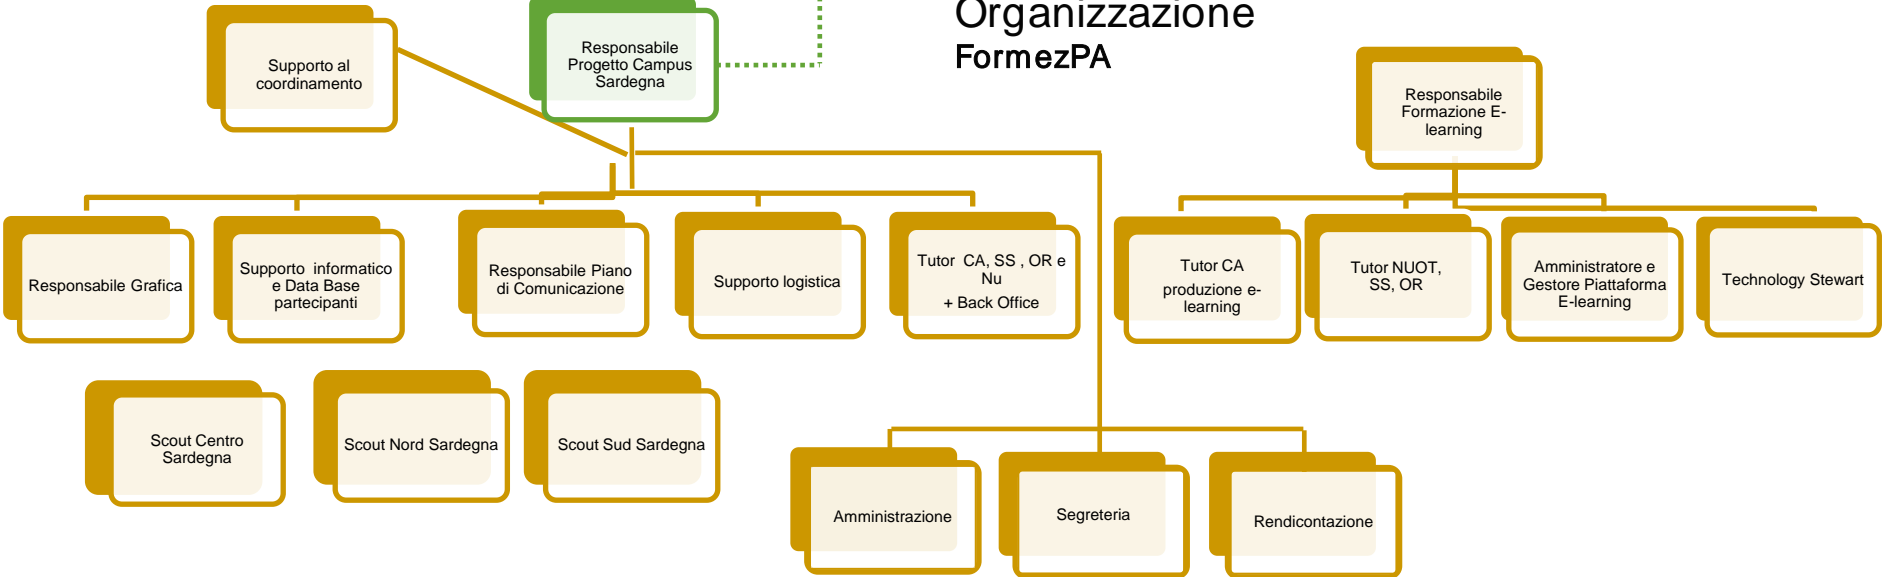 Organizzazione
FormezPA
Supporto al
coordinamento
Responsabile
Progetto Campus
Sardegna
Responsabile
Formazione E-
learning
Responsabile Grafica
Supporto informatico
e Data Base
partecipanti
Responsabile Piano
di Comunicazione
Supporto logistica
Tutor CA, SS , OR e
Nu
+ Back Office
Tutor CA
produzione e-
learning
Tutor NUOT,
SS, OR
Amministratore e
Gestore Piattaforma
E-learning
Technology Stewart
Scout Centro
Sardegna
Scout Nord Sardegna
Scout Sud Sardegna
Amministrazione
Segreteria
Rendicontazione